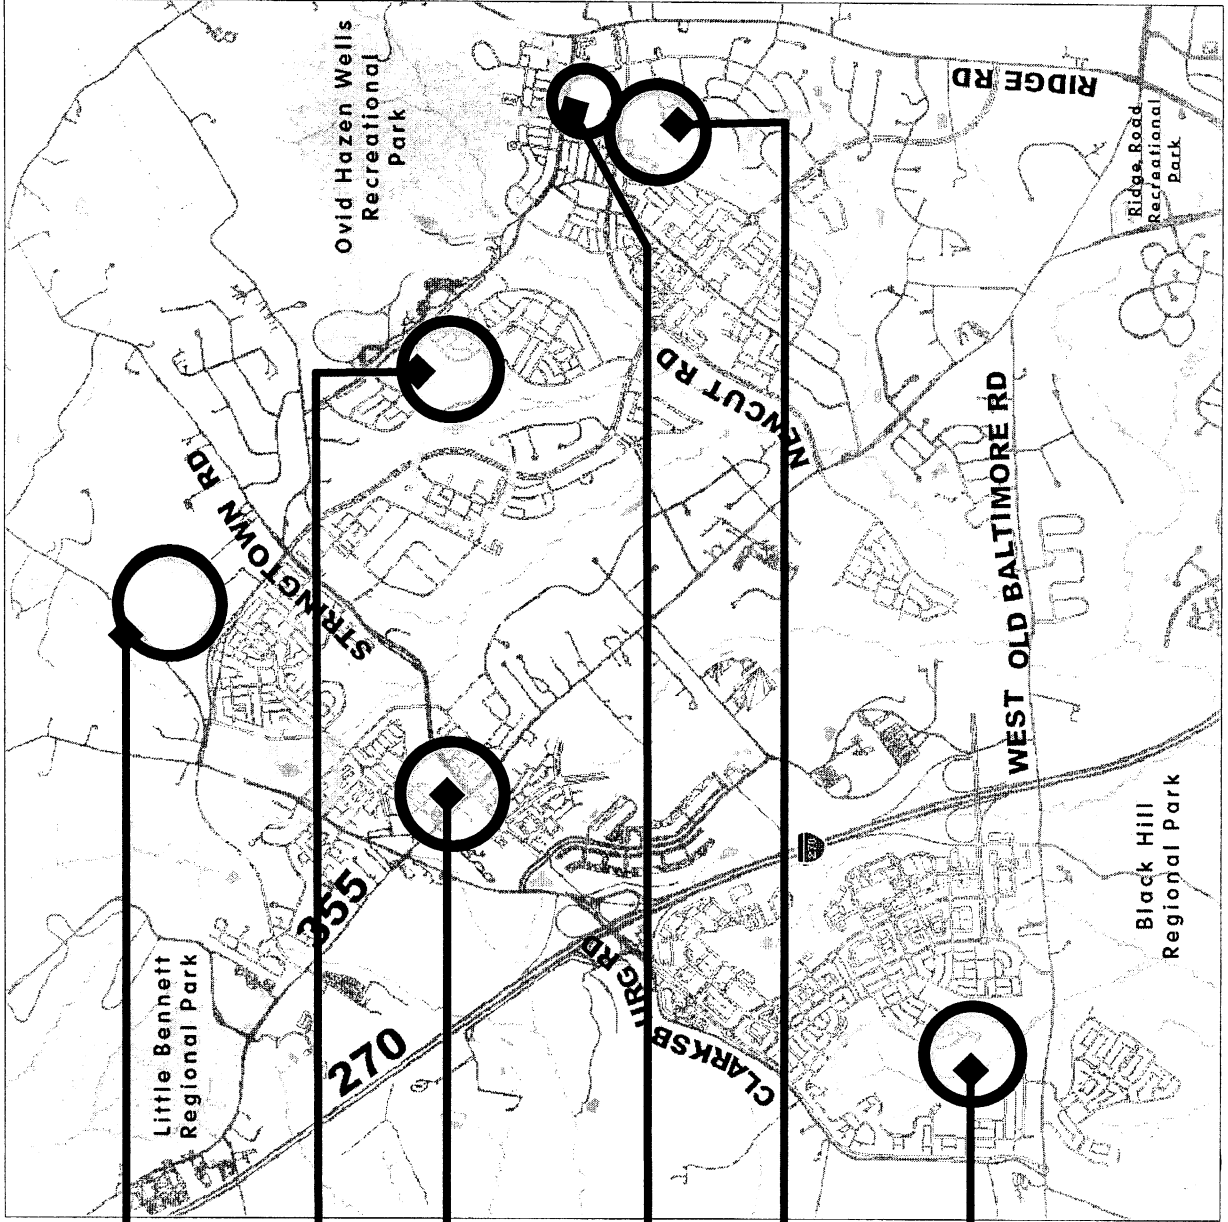 Ovid Hazen Wells
Recreational
Park
RIDGE RD
Ridge Road
Recreational
Park
NEWCUT RD
STRINGTOWN RD
WEST OLD BALTIMORE RD
355
Little Bennett
Regional Park
270
CLARKSBURG RD
270
Black Hill
Regional Park